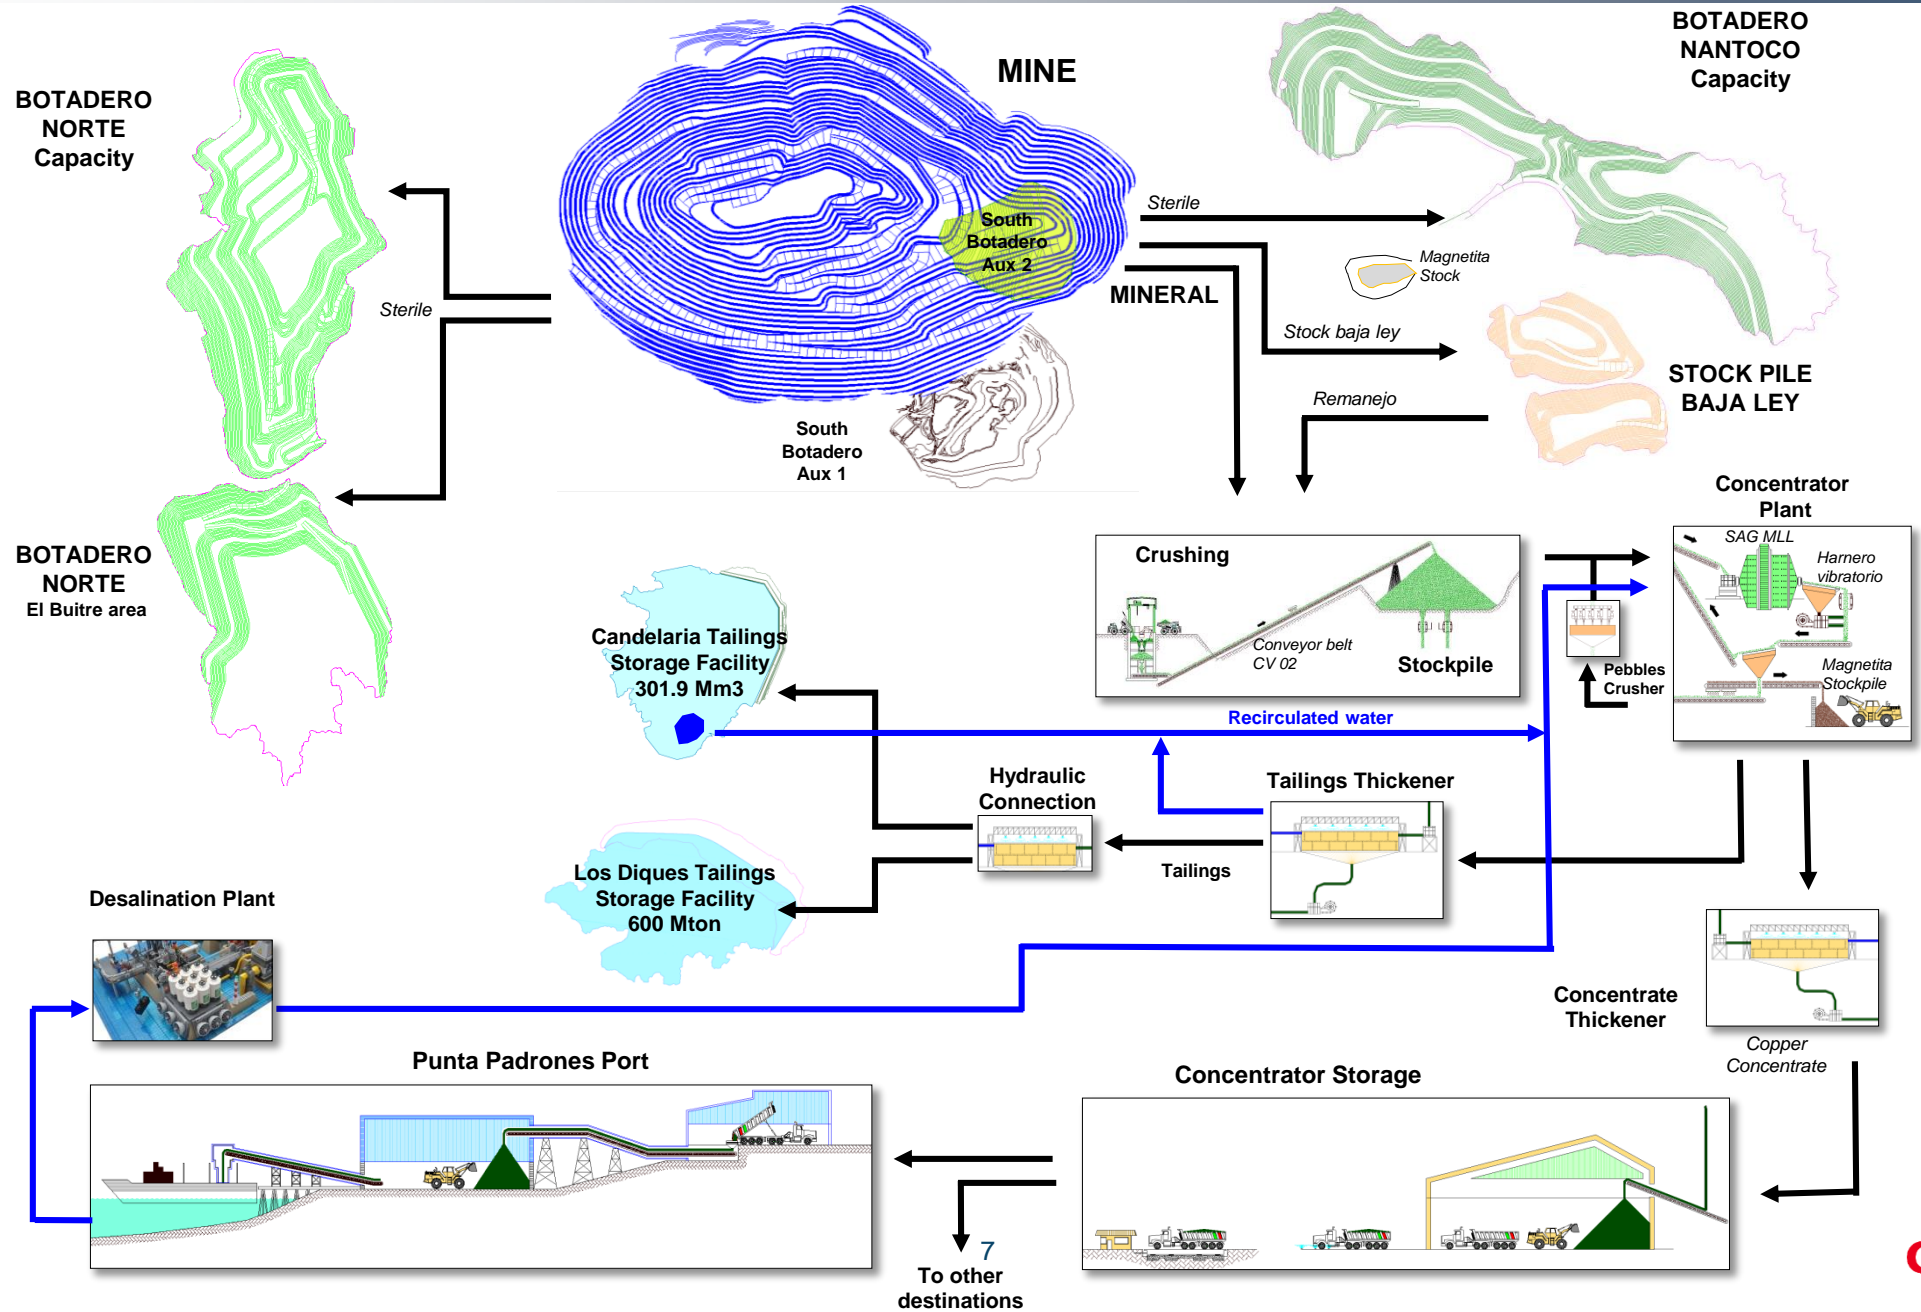 BOTADERO
NORTE
Capacity
MINE
BOTADERO
NANTOCO
Capacity
Sterile
South
Botadero
Aux 2
Magnetita
Stock
MINERAL
Sterile
Stock baja ley
STOCK PILE
BAJA LEY
Remanejo
South
Botadero
Aux 1
BOTADERO
NORTE
El Buitre area
Concentrator
Plant
SAG MLL
Harnero
vibratorio
Crushing
Conveyor belt
CV 02
Stockpile
Pebbles
Crusher
Magnetita
Stockpile
Candelaria Tailings
Storage Facility
301.9 Mm3
Recirculated water
Hydraulic
Connection
Tailings Thickener
Tailings
Los Diques Tailings
Storage Facility
600 Mton
Desalination Plant
Concentrate
Thickener
Copper
Concentrate
Punta Padrones Port
Concentrator Storage
7
To other
destinations